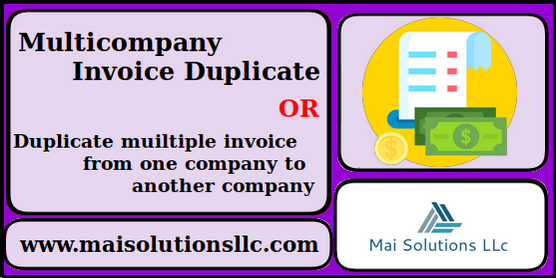 Multicompany
Invoice Duplicate
OR
Duplicate muiltiple invoice
from one company to
another company
www.maisolutionsllc.com
$
$
Mai Solutions LLc